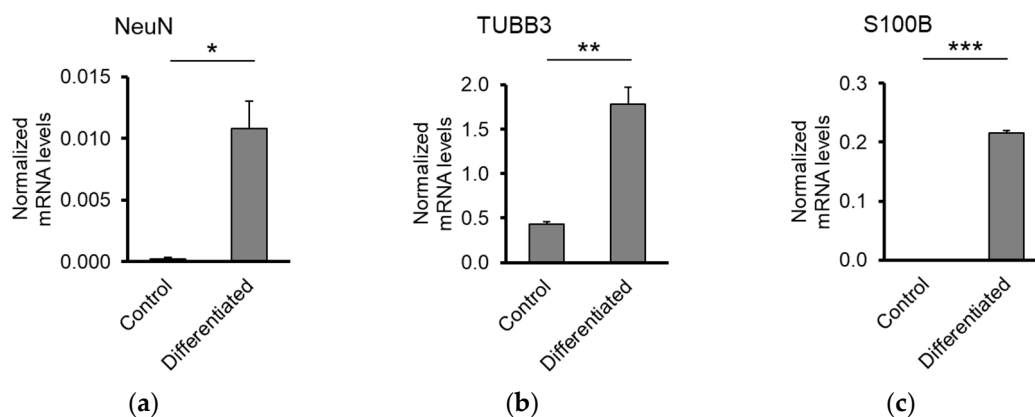 NeuN
*
Normalized
mRNA levels
0.015
0.010
0.005
0.000
Control
Differentiated
(a)
TUBB3
**
Normalized
mRNA levels
2.0
1.5
1.0
0.5
0.0
Control
Differentiated
(b)
S100B
***
Normalized
mRNA levels
0.3
0.2
0.1
0.0
Control
Differentiated
(c)